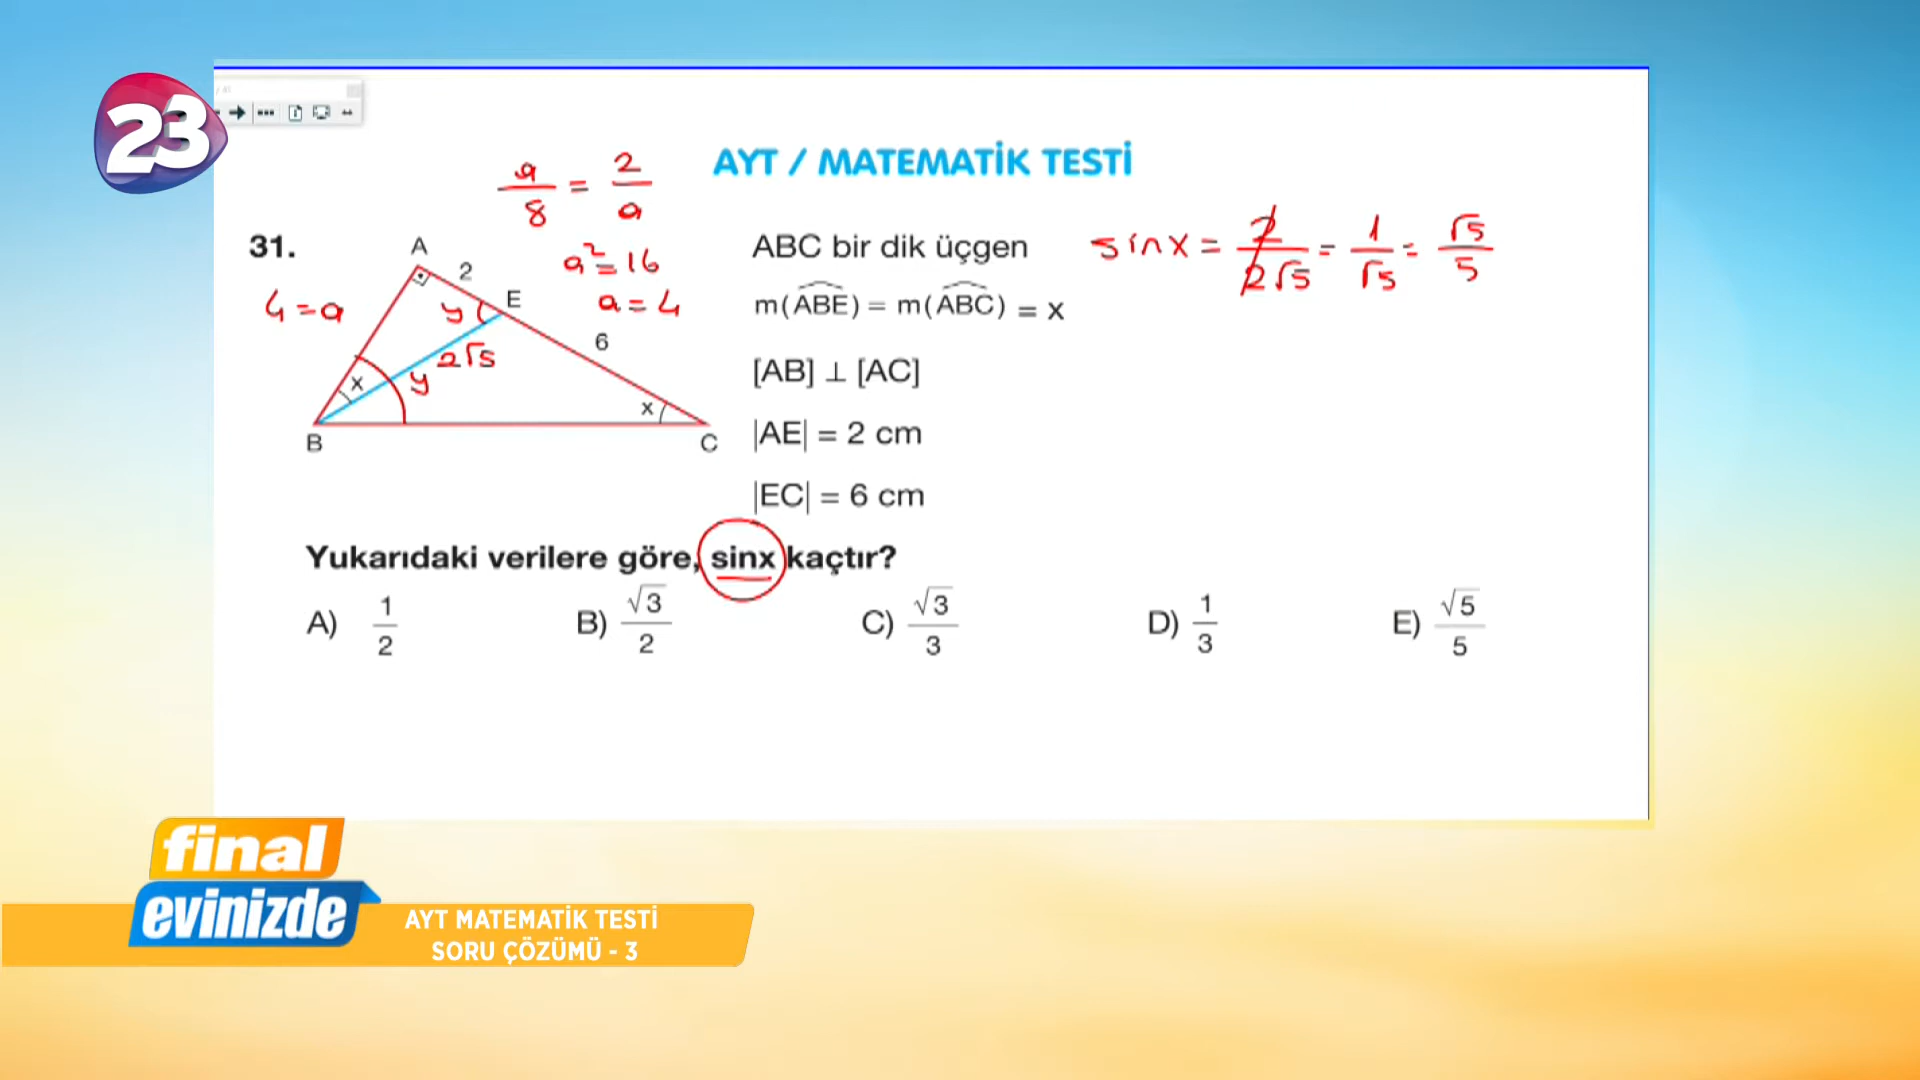 23
AYT / MATEMATİK TESTİ
a/8 = 2/a
a² = 16
a = 4
31.
A
2
E
6
4 = a
y
2√5
x
y
x
B
C
ABC bir dik üçgen
m(ABE) = m(ABC) = x
[AB] ⊥ [AC]
|AE| = 2 cm
|EC| = 6 cm
sinx = 2/2√5 = 1/√5 = √5/5
Yukarıdaki verilere göre, sinx kaçtır?
A) 1/2 B) √3/2 C) √3/3 D) 1/3 E) √5/5
final
evinizde
AYT MATEMATİK TESTİ
SORU ÇÖZÜMÜ - 3